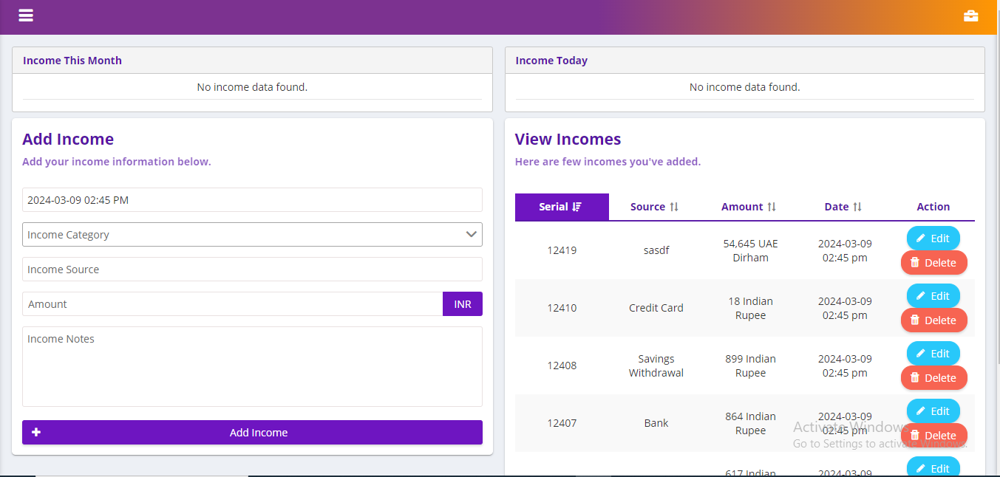 Income This Month
No income data found.
Income Today
No income data found.
Add Income
Add your income information below.
2024-03-09 02:45 PM
Income Category
Income Source
Amount
INR
Income Notes
Add Income
View Incomes
Here are few incomes you've added.
Serial Source Amount Date Action
12419 sasdf 54,645 UAE Dirham 2024-03-09 02:45 pm Edit Delete
12410 Credit Card 18 Indian Rupee 2024-03-09 02:45 pm Edit Delete
12408 Savings Withdrawal 899 Indian Rupee 2024-03-09 02:45 pm Edit Delete
12407 Bank 864 Indian Rupee 2024-03-09 02:45 pm Edit Delete
617 Indian 2024-03-09 Edit
Activate Windows
Go to Settings to activate Windows.